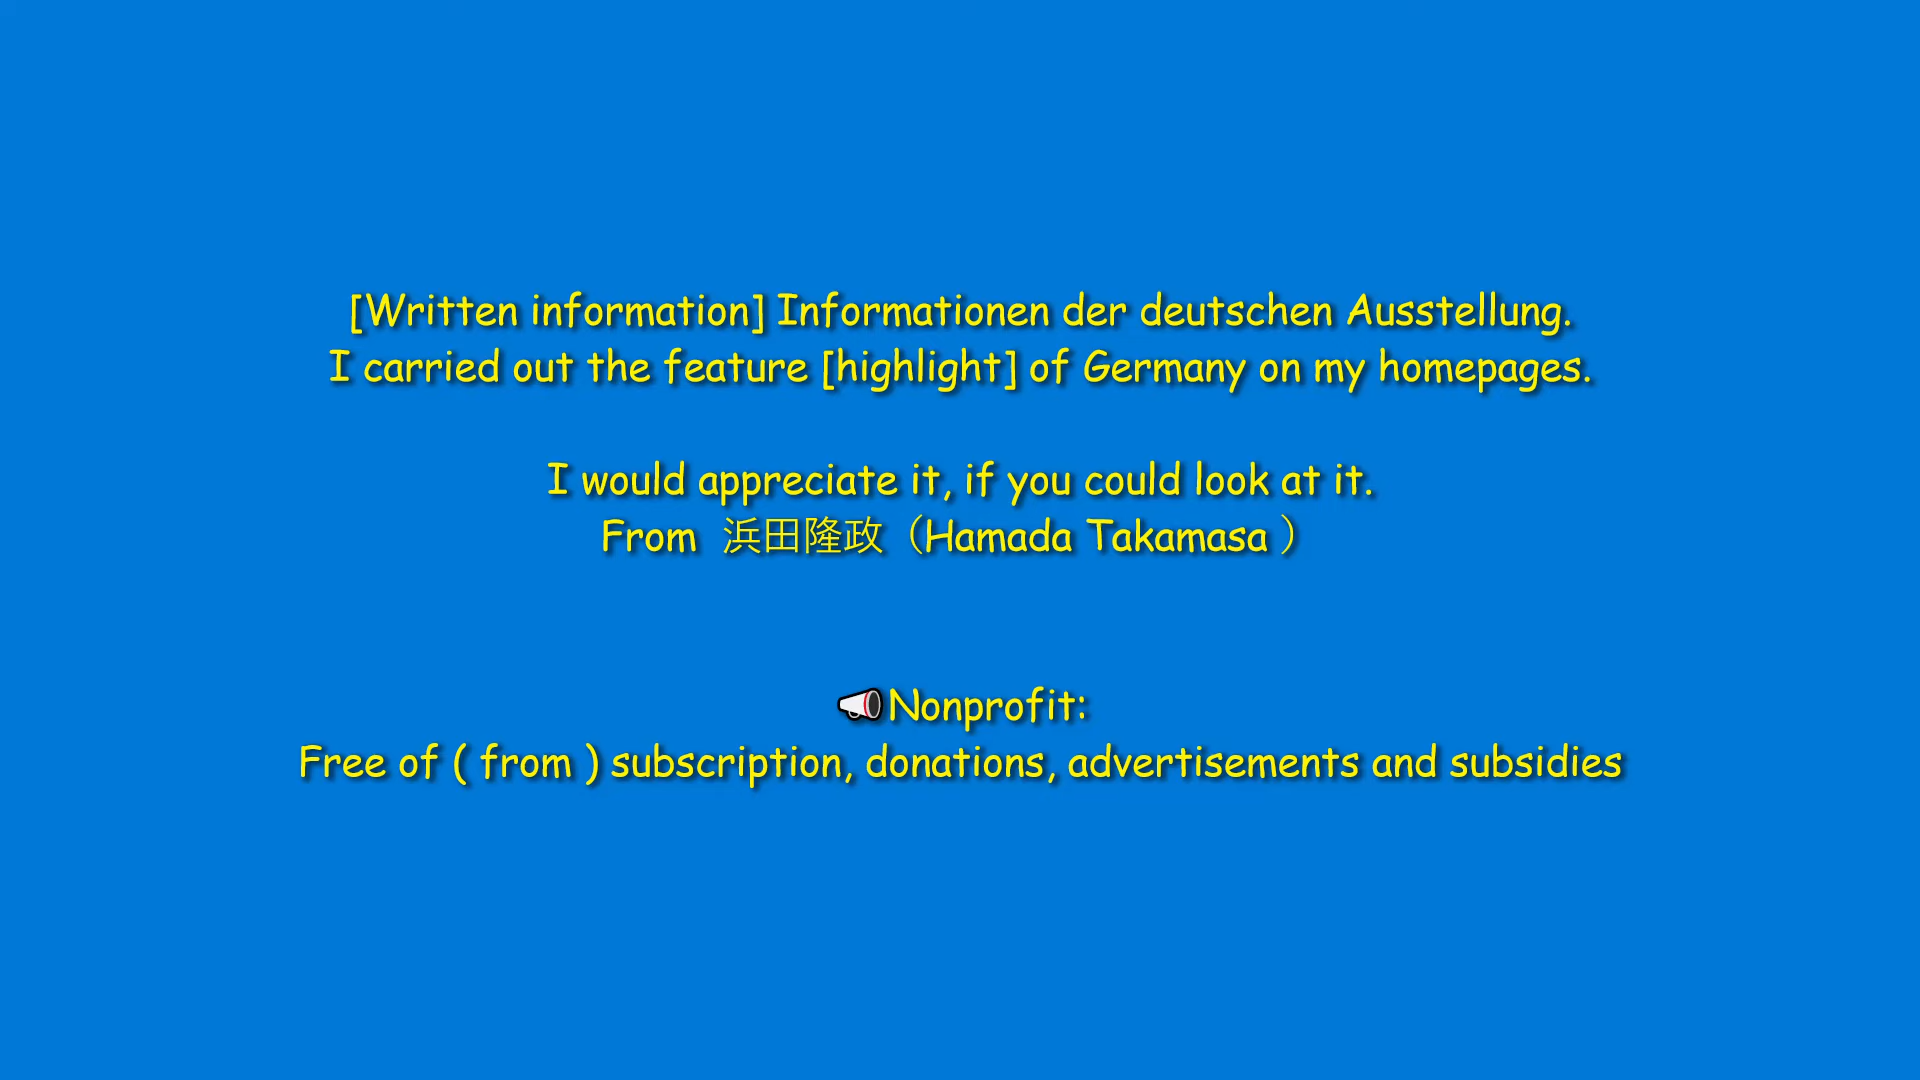 [Written information] Informationen der deutschen Ausstellung.
I carried out the feature [highlight] of Germany on my homepages.
I would appreciate it, if you could look at it.
From 浜田隆政（Hamada Takamasa ）
📣Nonprofit:
Free of ( from ) subscription, donations, advertisements and subsidies